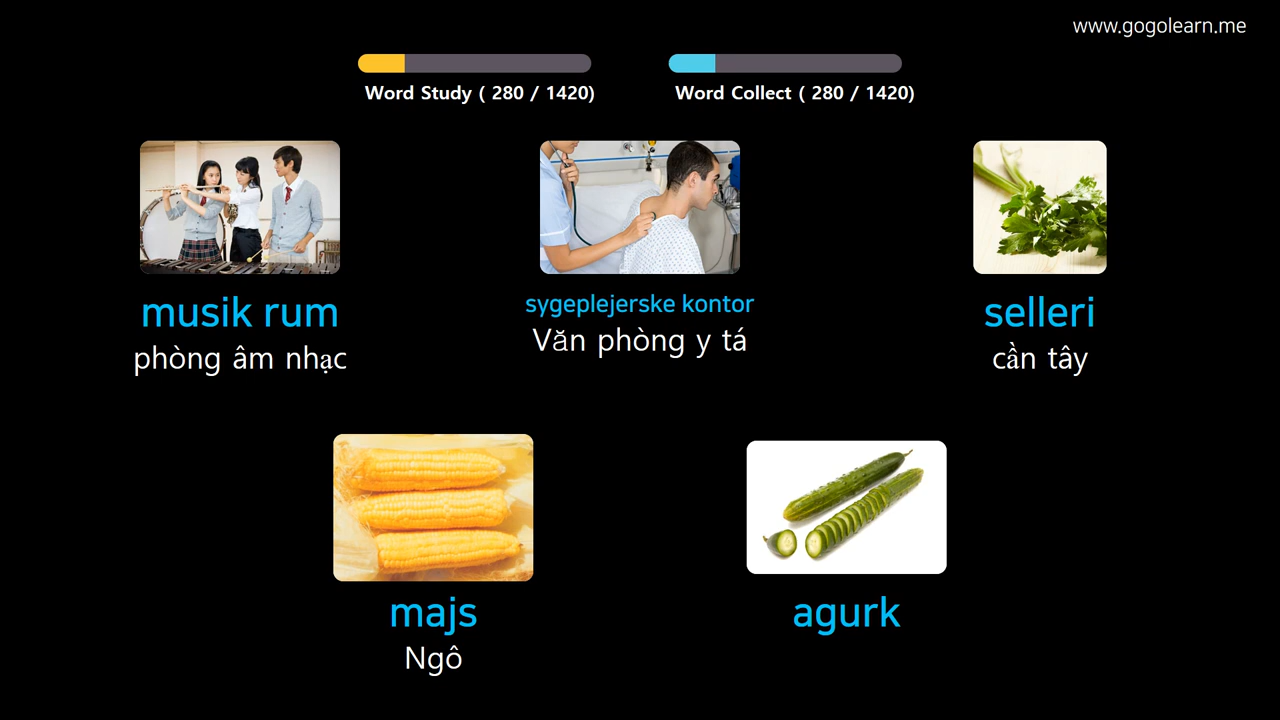 www.gogolearn.me
Word Study ( 280 / 1420)
Word Collect ( 280 / 1420)
musik rum
phòng âm nhạc
sygeplejerske kontor
Văn phòng y tá
selleri
cần tây
majs
Ngô
agurk